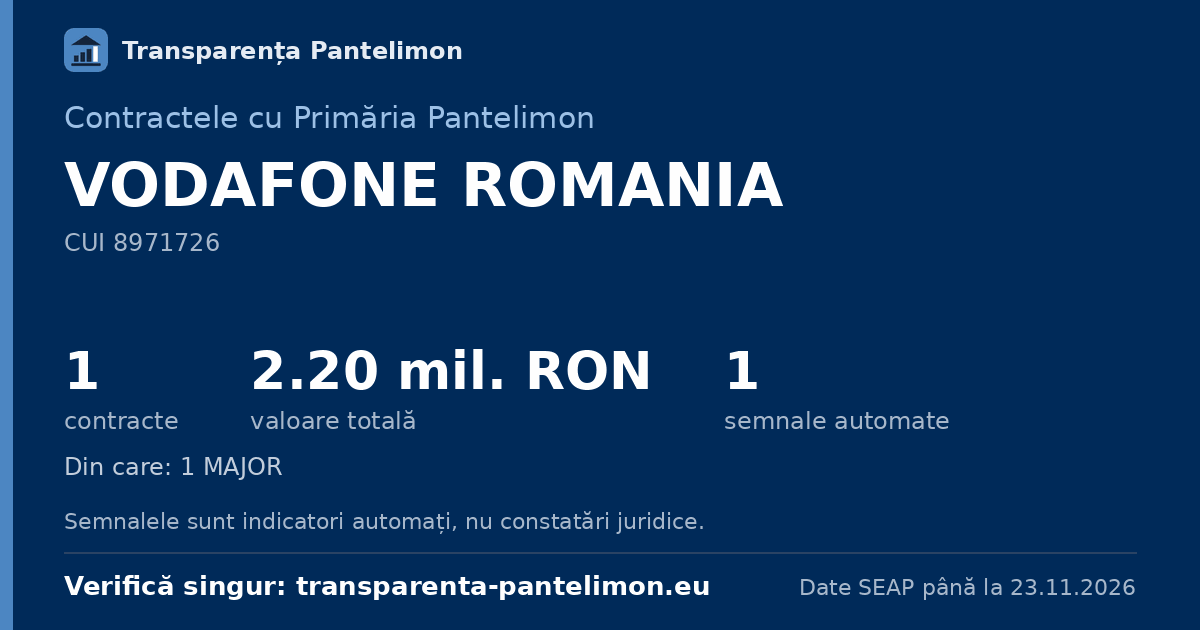 Transparența Pantelimon
Contractele cu Primăria Pantelimon
VODAFONE ROMANIA
CUI 8971726
1 2.20 mil. RON 1
contracte valoare totală semnale automate
Din care: 1 MAJOR
Semnalele sunt indicatori automați, nu constatări juridice.
Verifică singur: transparenta-pantelimon.eu Date SEAP până la 23.11.2026